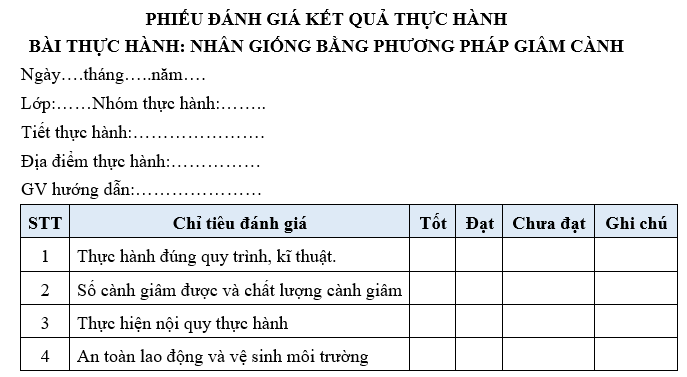 PHIẾU ĐÁNH GIÁ KẾT QUẢ THỰC HÀNH
BÀI THỰC HÀNH: NHÂN GIỐNG BẰNG PHƯƠNG PHÁP GIÂM CÀNH
Ngày….tháng…..năm….
Lớp:……Nhóm thực hành:……..
Tiết thực hành:………………….
Địa điểm thực hành:……………
GV hướng dẫn:…………………
STT Chỉ tiêu đánh giá Tốt Đạt Chưa đạt Ghi chú
1 Thực hành đúng quy trình, kĩ thuật.
2 Số cành giâm được và chất lượng cành giâm
3 Thực hiện nội quy thực hành
4 An toàn lao động và vệ sinh môi trường